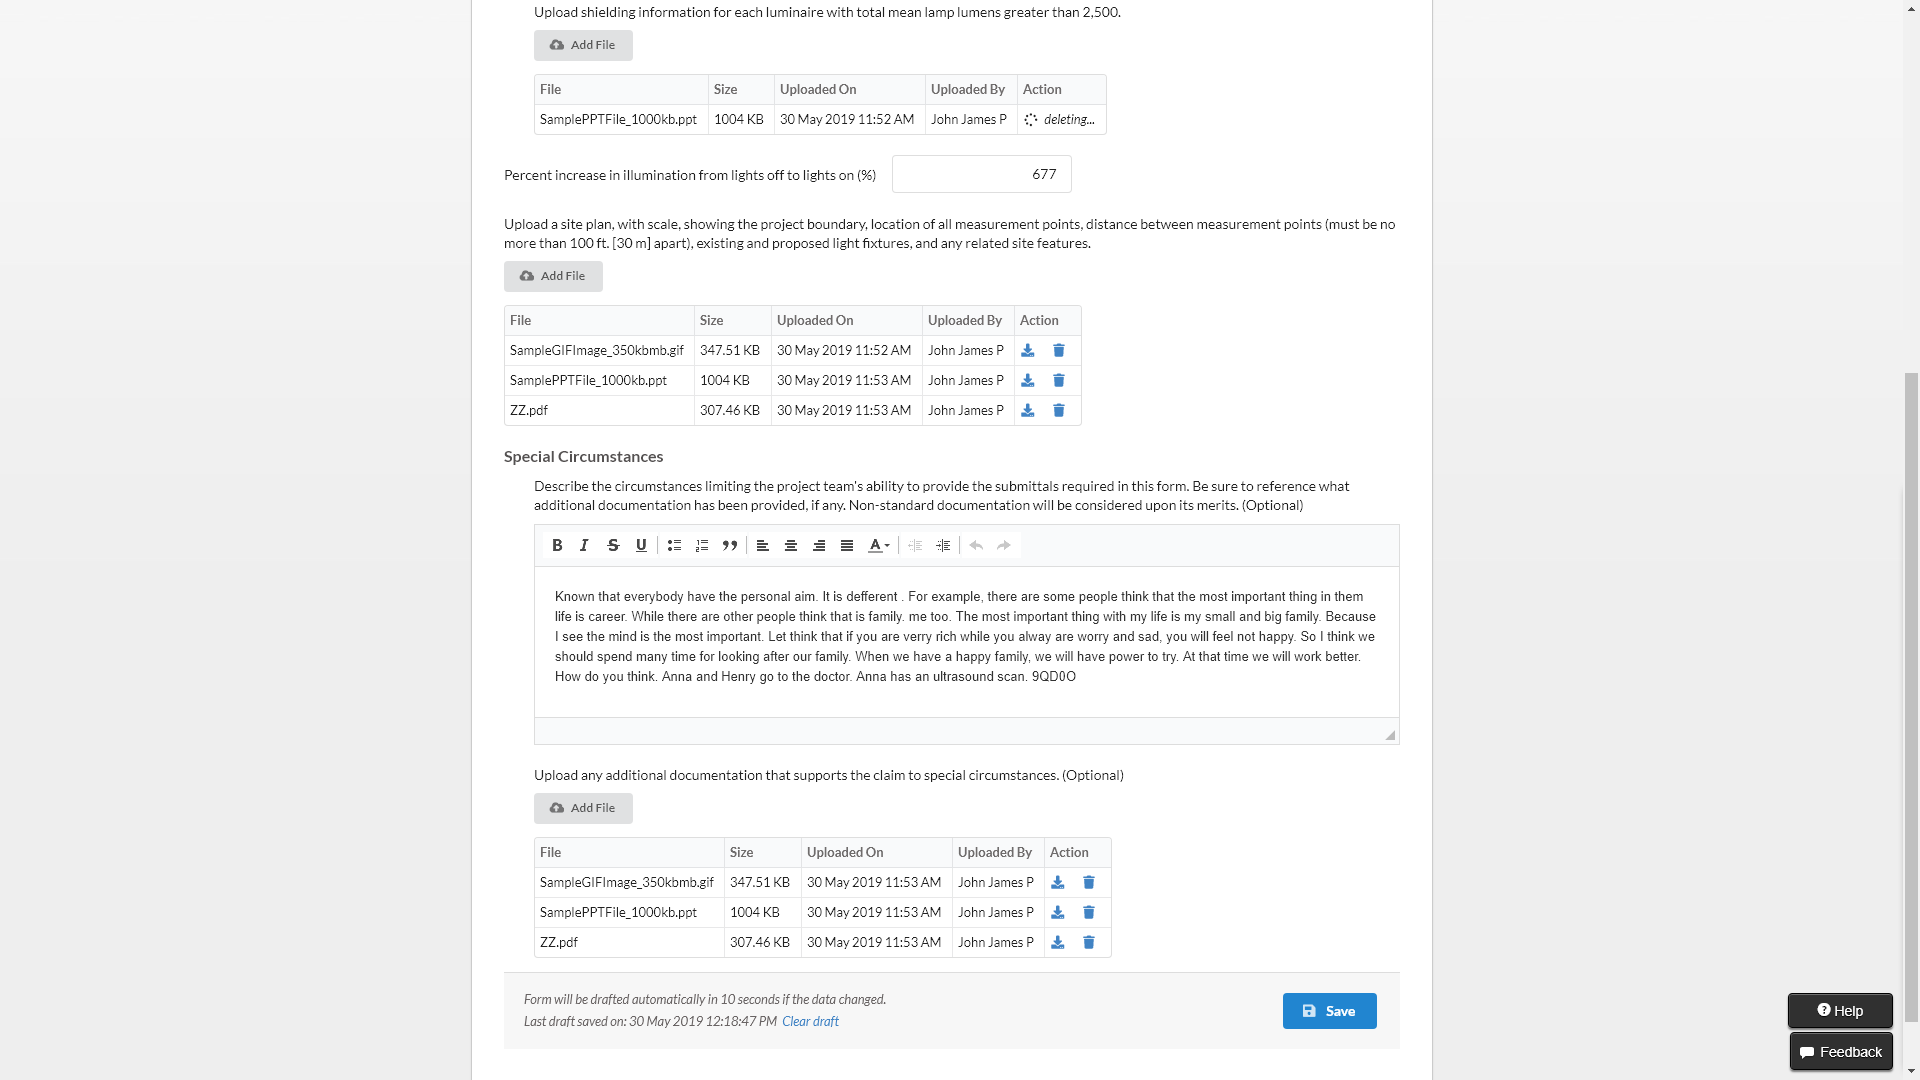 Upload shielding information for each luminaire with total mean lamp lumens greater than 2,500.
Add File
File Size Uploaded On Uploaded By Action
SamplePPTFile_1000kb.ppt 1004 KB 30 May 2019 11:52 AM John James P deleting...
Percent increase in illumination from lights off to lights on (%) 677
Upload a site plan, with scale, showing the project boundary, location of all measurement points, distance between measurement points (must be no
more than 100 ft. [30 m] apart), existing and proposed light fixtures, and any related site features.
Add File
File Size Uploaded On Uploaded By Action
SampleGIFImage_350kbmb.gif 347.51 KB 30 May 2019 11:52 AM John James P
SamplePPTFile_1000kb.ppt 1004 KB 30 May 2019 11:53 AM John James P
ZZ.pdf 307.46 KB 30 May 2019 11:53 AM John James P
Special Circumstances
Describe the circumstances limiting the project team's ability to provide the submittals required in this form. Be sure to reference what
additional documentation has been provided, if any. Non-standard documentation will be considered upon its merits. (Optional)
B I S U A
Known that everybody have the personal aim. It is defferent . For example, there are some people think that the most important thing in them
life is career. While there are other people think that is family. me too. The most important thing with my life is my small and big family. Because
I see the mind is the most important. Let think that if you are verry rich while you alway are worry and sad, you will feel not happy. So I think we
should spend many time for looking after our family. When we have a happy family, we will have power to try. At that time we will work better.
How do you think. Anna and Henry go to the doctor. Anna has an ultrasound scan. 9QD0O
Upload any additional documentation that supports the claim to special circumstances. (Optional)
Add File
File Size Uploaded On Uploaded By Action
SampleGIFImage_350kbmb.gif 347.51 KB 30 May 2019 11:53 AM John James P
SamplePPTFile_1000kb.ppt 1004 KB 30 May 2019 11:53 AM John James P
ZZ.pdf 307.46 KB 30 May 2019 11:53 AM John James P
Form will be drafted automatically in 10 seconds if the data changed.
Last draft saved on: 30 May 2019 12:18:47 PM Clear draft
Save
Help
Feedback